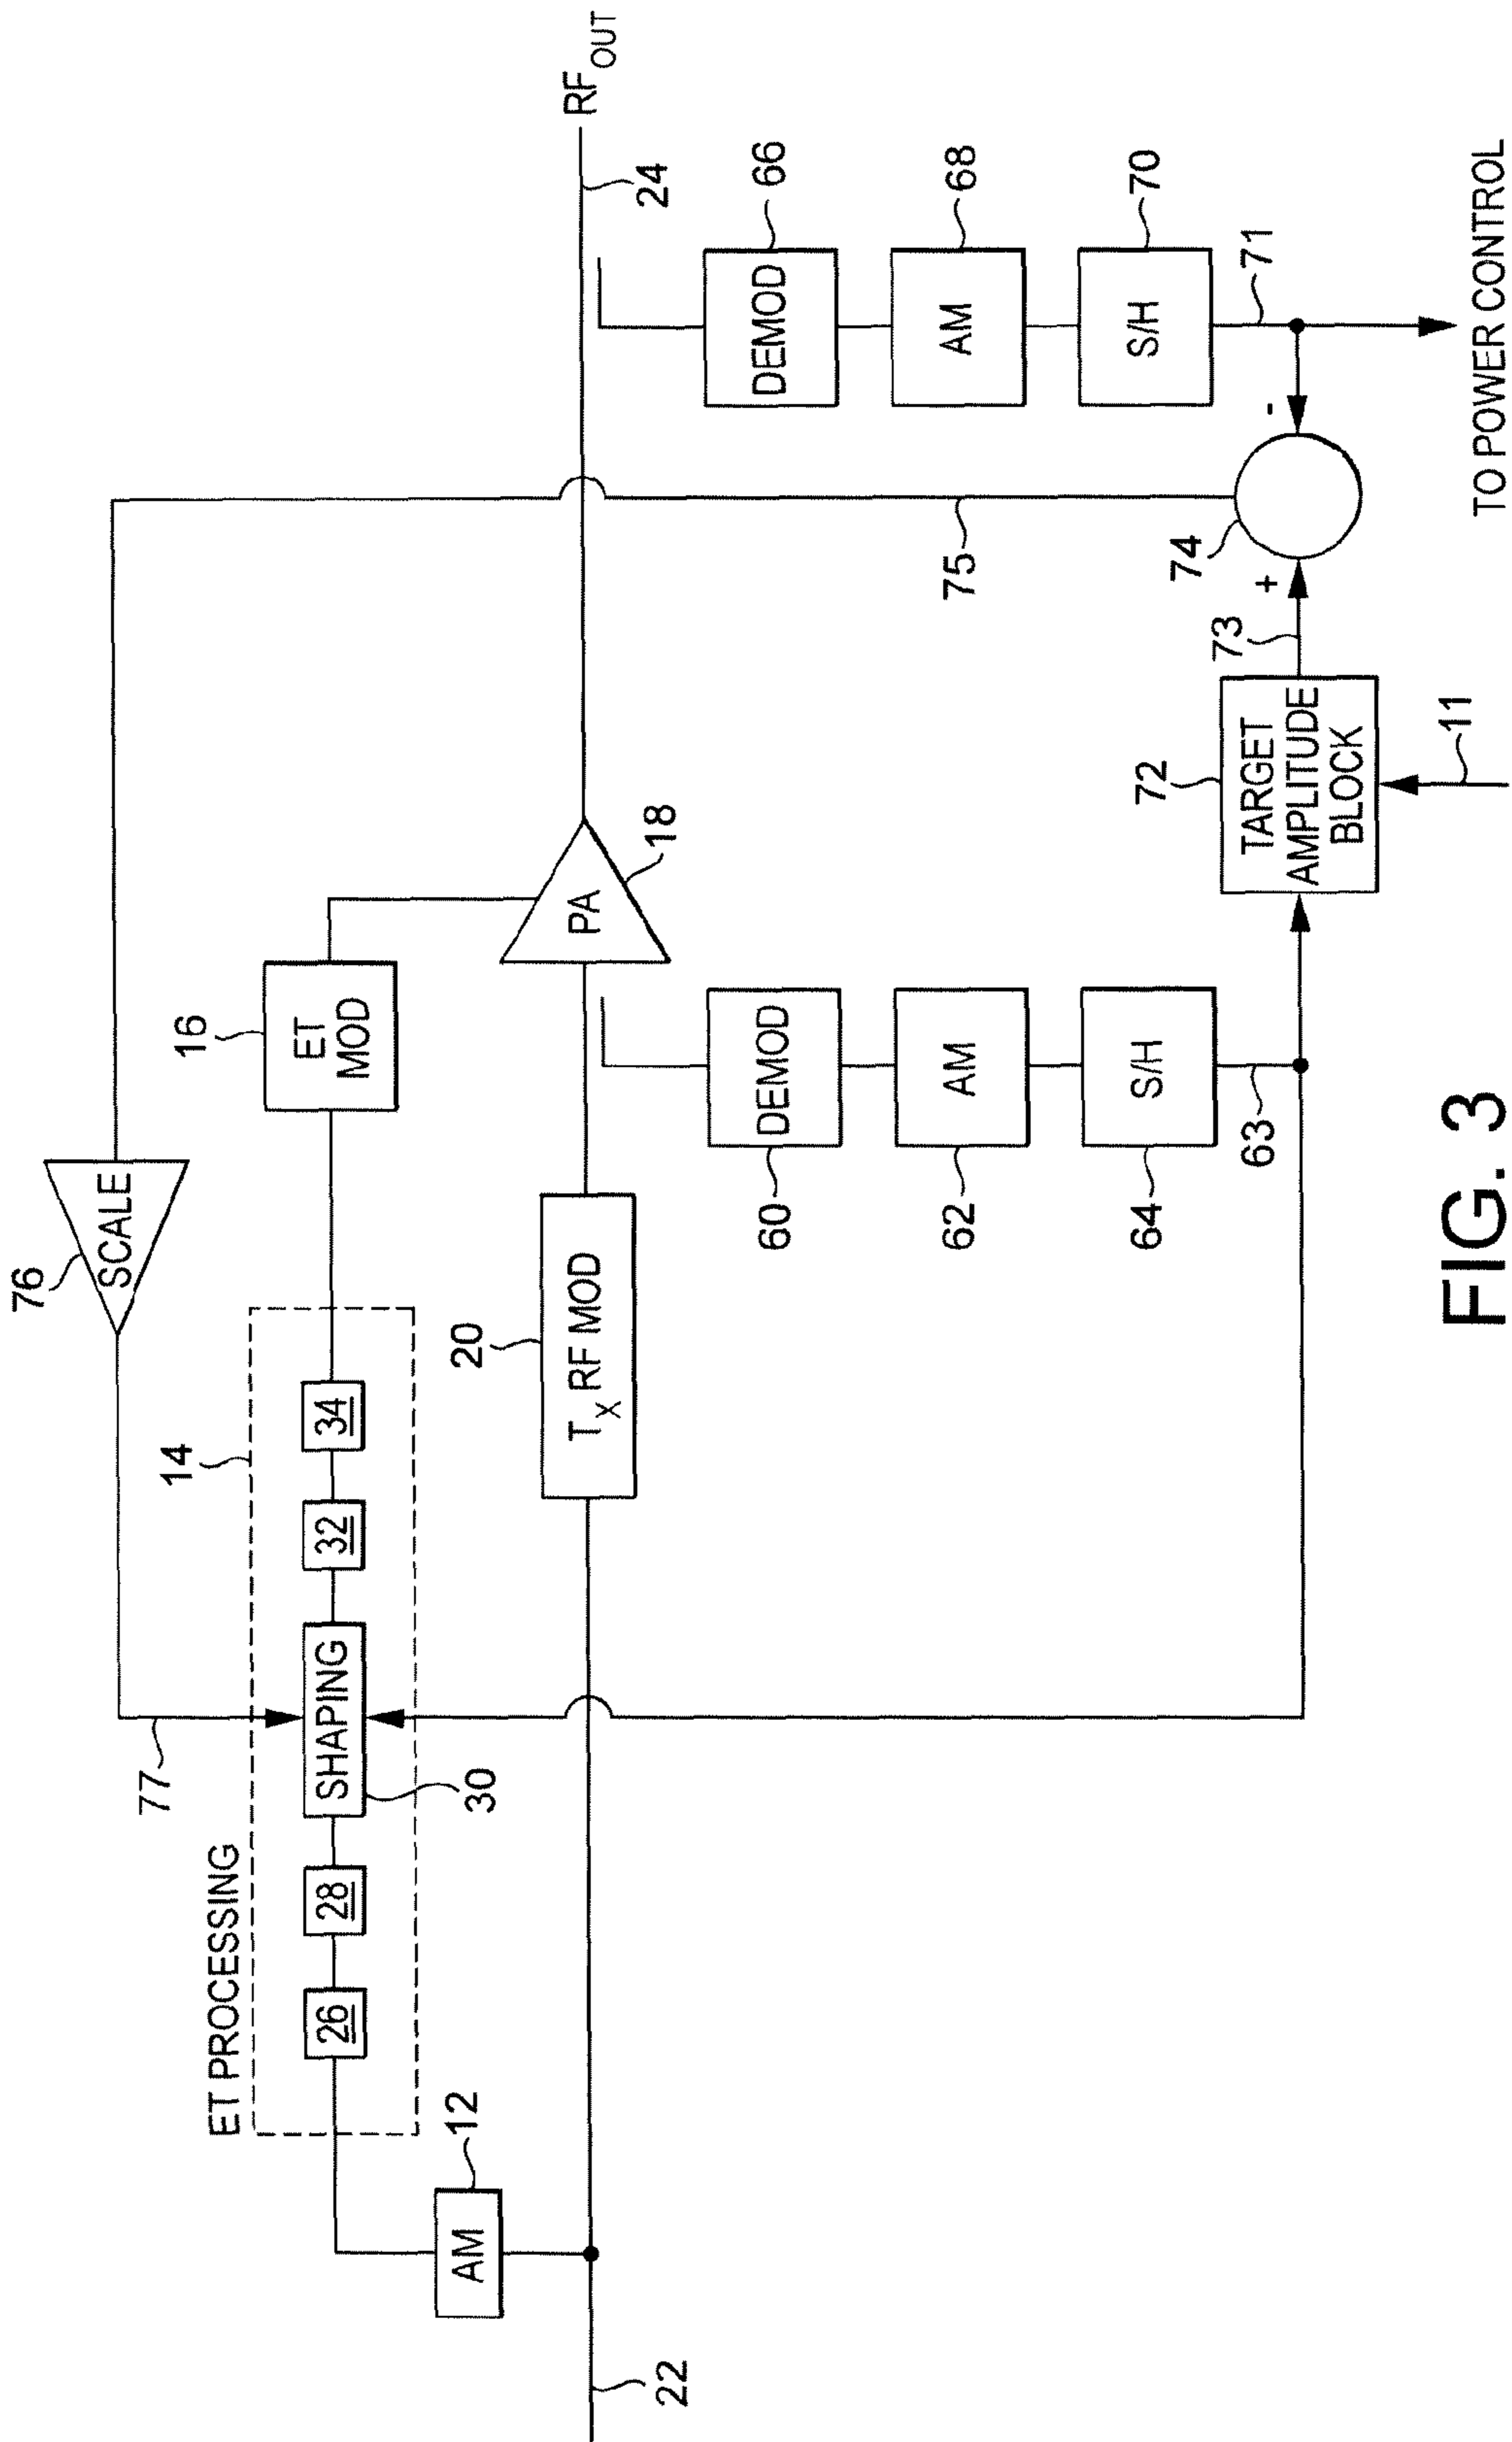 76
SCALE
77
ET PROCESSING
14
26
28
SHAPING
30
32
34
16
ET
MOD
AM
12
22
20
TX RF MOD
PA
18
24
RFOUT
60
DEMOD
62
AM
64
S/H
63
DEMOD
66
AM
68
S/H
70
71
72
TARGET
AMPLITUDE
BLOCK
11
73
+
74
-
75
TO POWER CONTROL
FIG. 3